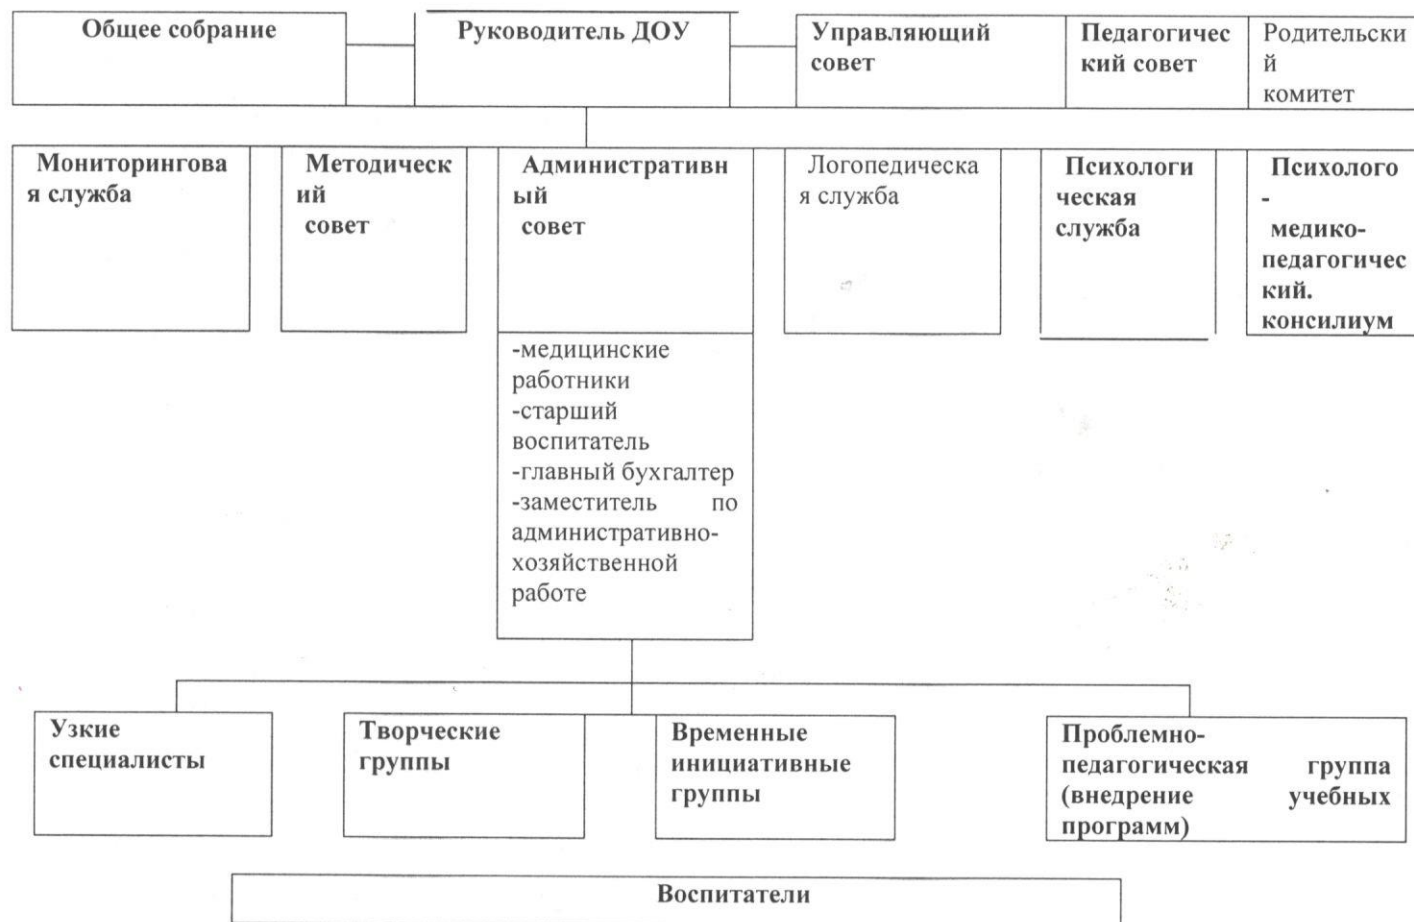 Общее собрание
Руководитель ДОУ
Управляющий
совет
Педагогичес
кий совет
Родительски
й
комитет
Мониторингова
я служба
Методическ
ий
совет
Административн
ый
совет
Логопедическа
я служба
Психологи
ческая
служба
Психолого
-
медико-
педагогичес
кий.
консилиум
-медицинские
работники
-старший
воспитатель
-главный бухгалтер
-заместитель по
административно-
хозяйственной
работе
Узкие
специалисты
Творческие
группы
Временные
инициативные
группы
Проблемно-
педагогическая группа
(внедрение учебных
программ)
Воспитатели